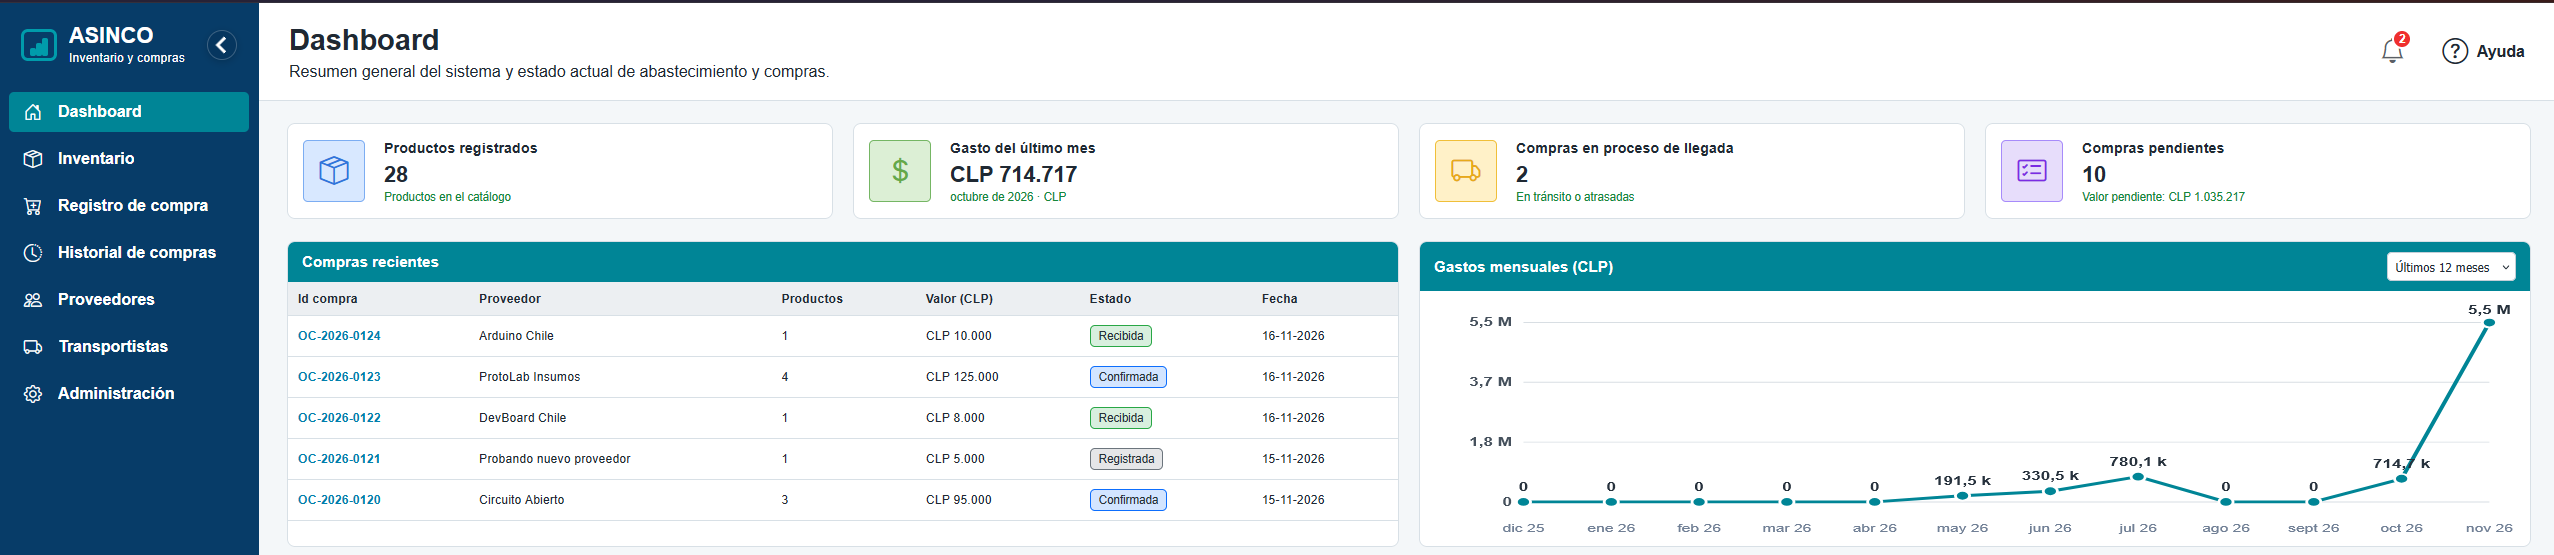 ASINCO
Inventario y compras
Dashboard
Inventario
Registro de compra
Historial de compras
Proveedores
Transportistas
Administración
Dashboard
Resumen general del sistema y estado actual de abastecimiento y compras.
2
? Ayuda
Productos registrados
28
Productos en el catálogo
$
Gasto del último mes
CLP 714.717
octubre de 2026 · CLP
Compras en proceso de llegada
2
En tránsito o atrasadas
Compras pendientes
10
Valor pendiente: CLP 1.035.217
Compras recientes
Id compra Proveedor Productos Valor (CLP) Estado Fecha
OC-2026-0124 Arduino Chile 1 CLP 10.000 Recibida 16-11-2026
OC-2026-0123 ProtoLab Insumos 4 CLP 125.000 Confirmada 16-11-2026
OC-2026-0122 DevBoard Chile 1 CLP 8.000 Recibida 16-11-2026
OC-2026-0121 Probando nuevo proveedor 1 CLP 5.000 Registrada 15-11-2026
OC-2026-0120 Circuito Abierto 3 CLP 95.000 Confirmada 15-11-2026
Gastos mensuales (CLP)
Últimos 12 meses
5,5 M
5,5 M
3,7 M
1,8 M
0
0 0 0 0 0 191,5 k 330,5 k 780,1 k 0 0 714,7 k
dic 25 ene 26 feb 26 mar 26 abr 26 may 26 jun 26 jul 26 ago 26 sept 26 oct 26 nov 26